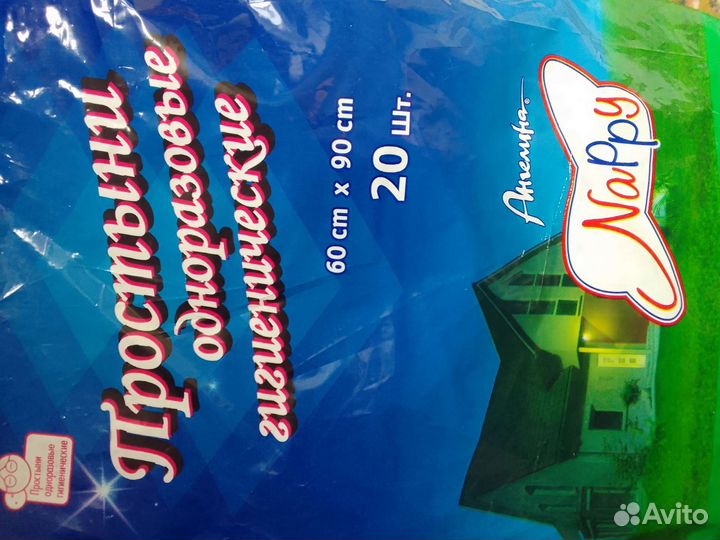 Простыни
одноразовые
гигиенические
60 cm x 90 cm
20 шт.
Ангелина®
Nappy
Простыни
одноразовые
гигиенические
Avito